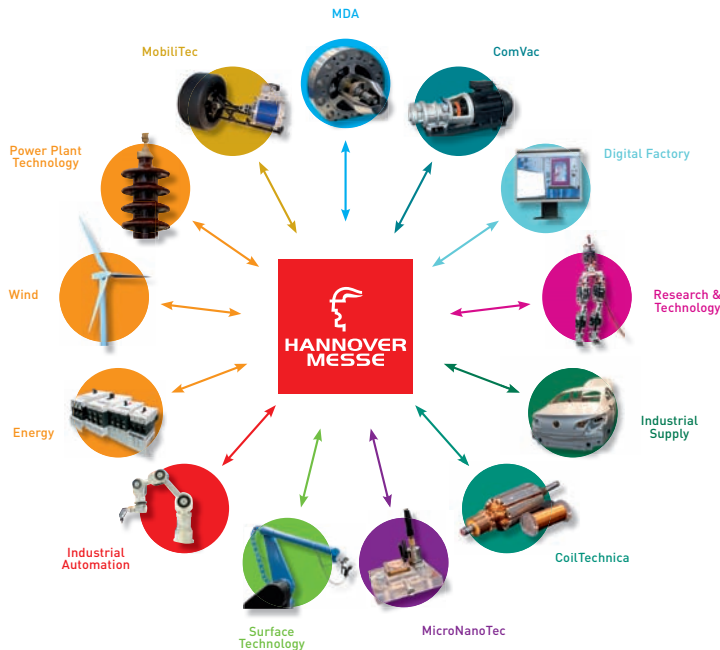 MDA
MobiliTec
ComVac
Power Plant
Technology
Digital Factory
Wind
Research &
Technology
HANNOVER
MESSE
Energy
Industrial
Supply
Industrial
Automation
CoilTechnica
Surface
Technology
MicroNanoTec